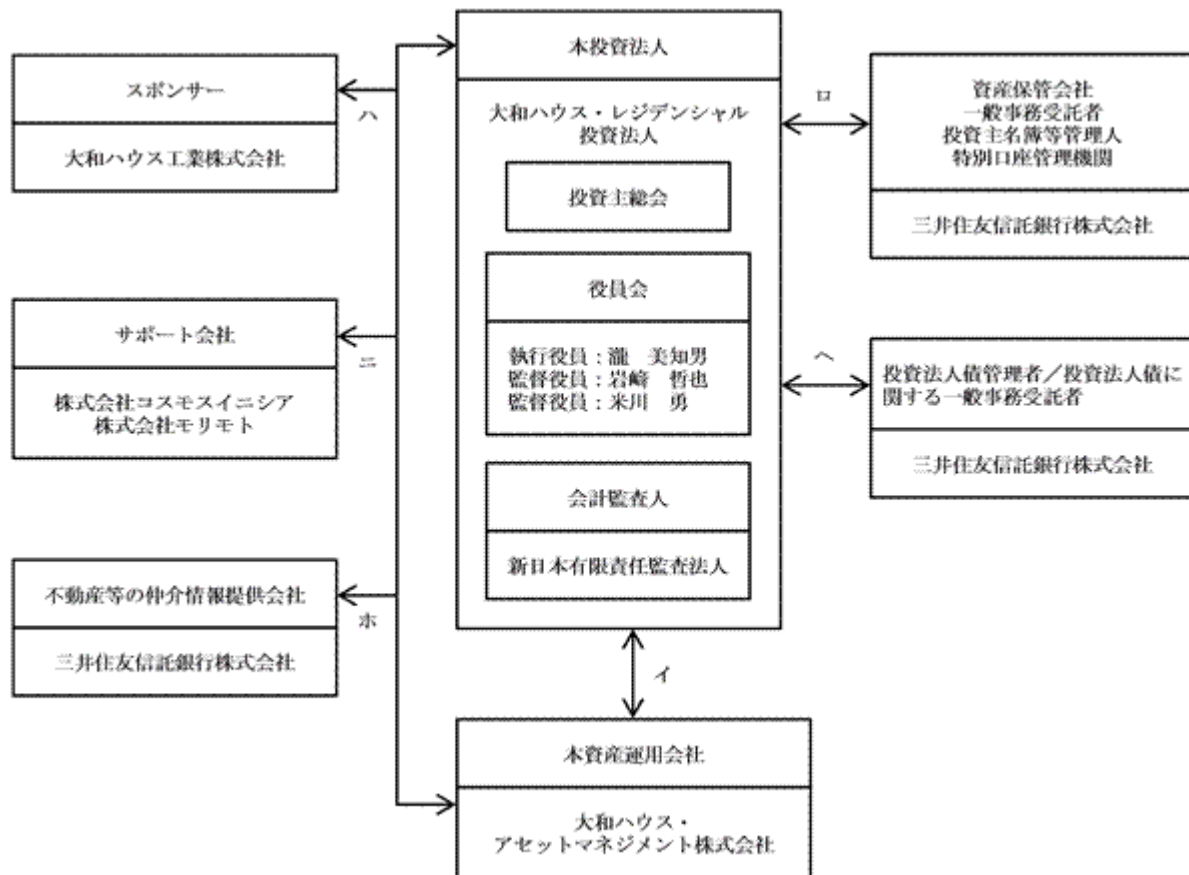 本投資法人
大和ハウス・レジデンシャル
投資法人
投資主総会
役員会
執行役員：瀧　美知男
監督役員：岩﨑　哲也
監督役員：米川　勇
会計監査人
新日本有限責任監査法人
スポンサー
大和ハウス工業株式会社
ハ
サポート会社
株式会社コスモスイニシア
株式会社モリモト
ニ
不動産等の仲介情報提供会社
三井住友信託銀行株式会社
ホ
資産保管会社
一般事務受託者
投資主名簿等管理人
特別口座管理機関
三井住友信託銀行株式会社
ロ
投資法人債管理者／投資法人債に
関する一般事務受託者
三井住友信託銀行株式会社
ヘ
イ
本資産運用会社
大和ハウス・
アセットマネジメント株式会社